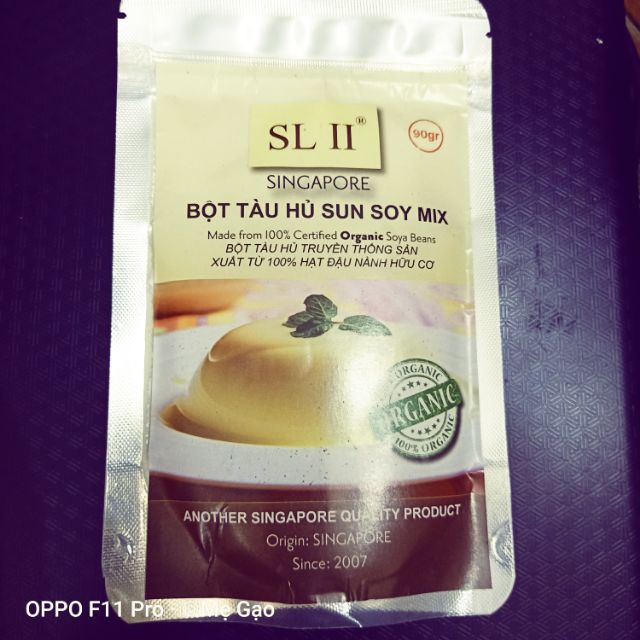 SL II®
90gr
SINGAPORE
BỘT TÀU HỦ SUN SOY MIX
Made from 100% Certified Organic Soya Beans
BỘT TÀU HỦ TRUYỀN THỐNG SẢN
XUẤT TỪ 100% HẠT ĐẬU NÀNH HỮU CƠ
ORGANIC
ORGANIC
100% ORGANIC
ANOTHER SINGAPORE QUALITY PRODUCT
Origin: SINGAPORE
Since: 2007
OPPO F11 Pro Mẹ Gạo